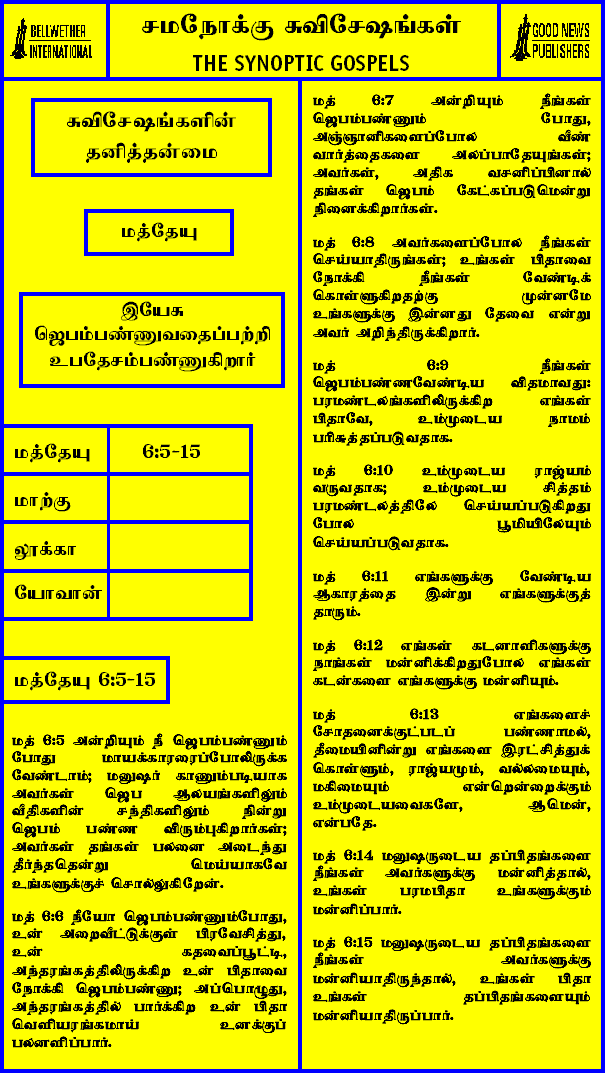 BELLWETHER
INTERNATIONAL
சமநோக்கு சுவிசேஷங்கள்
THE SYNOPTIC GOSPELS
GOOD NEWS
PUBLISHERS
சுவிசேஷங்களின்
தனித்தன்மை
மத்தேயு
இயேசு
ஜெபம்பண்ணுவதைப்பற்றி
உபதேசம்பண்ணுகிறார்
மத்தேயு 6:5-15
மாற்கு
லூக்கா
யோவான்
மத்தேயு 6:5-15
மத் 6:5 அன்றியும் நீ ஜெபம்பண்ணும்
போது மாயக்காரரைப்போலிருக்க
வேண்டாம்; மனுஷர் காணும்படியாக
அவர்கள் ஜெப ஆலயங்களிலும்
வீதிகளின் சந்திகளிலும் நின்று
ஜெபம் பண்ண விரும்புகிறார்கள்;
அவர்கள் தங்கள் பலனை அடைந்து
தீர்ந்ததென்று மெய்யாகவே
உங்களுக்குச் சொல்லுகிறேன்.
மத் 6:6 நீயோ ஜெபம்பண்ணும்போது,
உன் அறைவீட்டுக்குள் பிரவேசித்து,
உன் கதவைப்பூட்டி,
அந்தரங்கத்திலிருக்கிற உன் பிதாவை
நோக்கி ஜெபம்பண்ணு; அப்பொழுது,
அந்தரங்கத்தில் பார்க்கிற உன் பிதா
வெளியரங்கமாய் உனக்குப்
பலனளிப்பார்.
மத் 6:7 அன்றியும் நீங்கள்
ஜெபம்பண்ணும் போது,
அஞ்ஞானிகளைப்போல வீண்
வார்த்தைகளை அலப்பாதேயுங்கள்;
அவர்கள், அதிக வசனிப்பினால்
தங்கள் ஜெபம் கேட்கப்படுமென்று
நினைக்கிறார்கள்.
மத் 6:8 அவர்களைப்போல நீங்கள்
செய்யாதிருங்கள்; உங்கள் பிதாவை
நோக்கி நீங்கள் வேண்டிக்
கொள்ளுகிறதற்கு முன்னமே
உங்களுக்கு இன்னது தேவை என்று
அவர் அறிந்திருக்கிறார்.
மத் 6:9 நீங்கள்
ஜெபம்பண்ணவேண்டிய விதமாவது:
பரமண்டலங்களிலிருக்கிற எங்கள்
பிதாவே, உம்முடைய நாமம்
பரிசுத்தப்படுவதாக.
மத் 6:10 உம்முடைய ராஜ்யம்
வருவதாக; உம்முடைய சித்தம்
பரமண்டலத்திலே செய்யப்படுகிறது
போல பூமியிலேயும்
செய்யப்படுவதாக.
மத் 6:11 எங்களுக்கு வேண்டிய
ஆகாரத்தை இன்று எங்களுக்குத்
தாரும்.
மத் 6:12 எங்கள் கடனாளிகளுக்கு
நாங்கள் மன்னிக்கிறதுபோல எங்கள்
கடன்களை எங்களுக்கு மன்னியும்.
மத் 6:13 எங்களைச்
சோதனைக்குட்படப் பண்ணாமல்,
தீமையினின்று எங்களை இரட்சித்துக்
கொள்ளும், ராஜ்யமும், வல்லமையும்,
மகிமையும் என்றென்றைக்கும்
உம்முடையவைகளே, ஆமென்,
என்பதே.
மத் 6:14 மனுஷருடைய தப்பிதங்களை
நீங்கள் அவர்களுக்கு மன்னித்தால்,
உங்கள் பரமபிதா உங்களுக்கும்
மன்னிப்பார்.
மத் 6:15 மனுஷருடைய தப்பிதங்களை
நீங்கள் அவர்களுக்கு
மன்னியாதிருந்தால், உங்கள் பிதா
உங்கள் தப்பிதங்களையும்
மன்னியாதிருப்பார்.